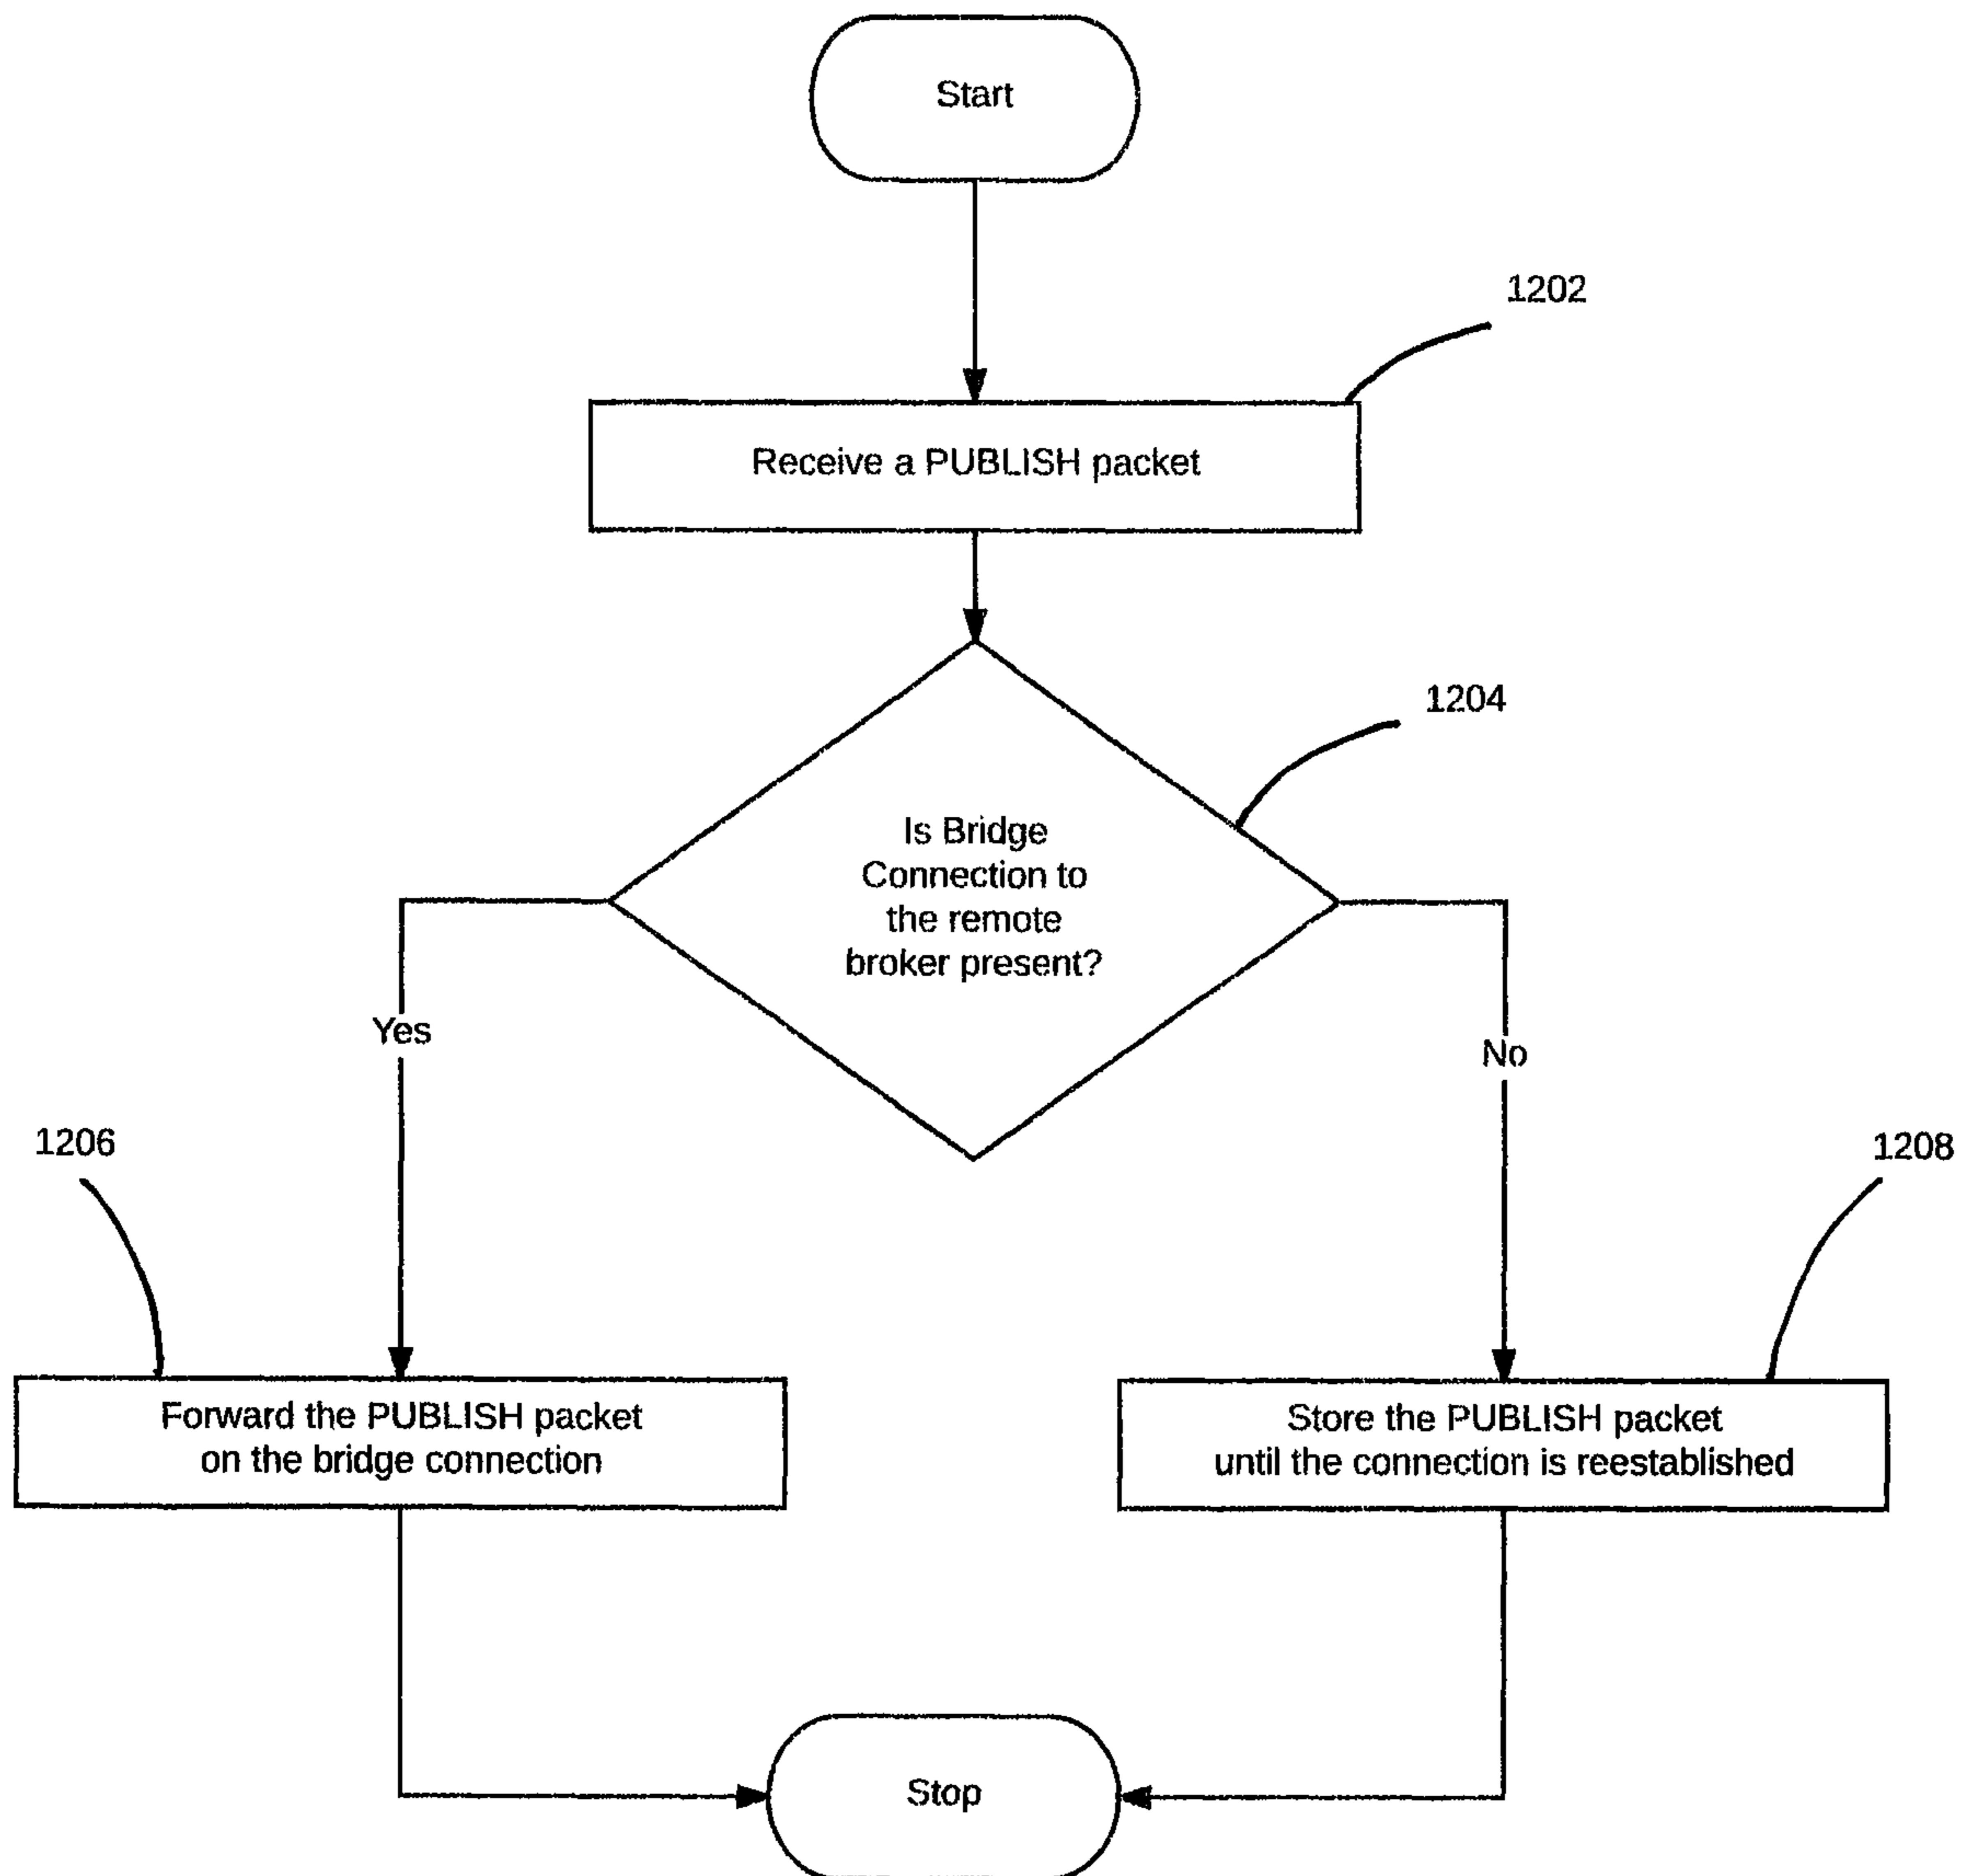 Start
1202
Receive a PUBLISH packet
1204
Is Bridge
Connection to
the remote
broker present?
Yes
No
1206
1208
Forward the PUBLISH packet
on the bridge connection
Store the PUBLISH packet
until the connection is reestablished
Stop